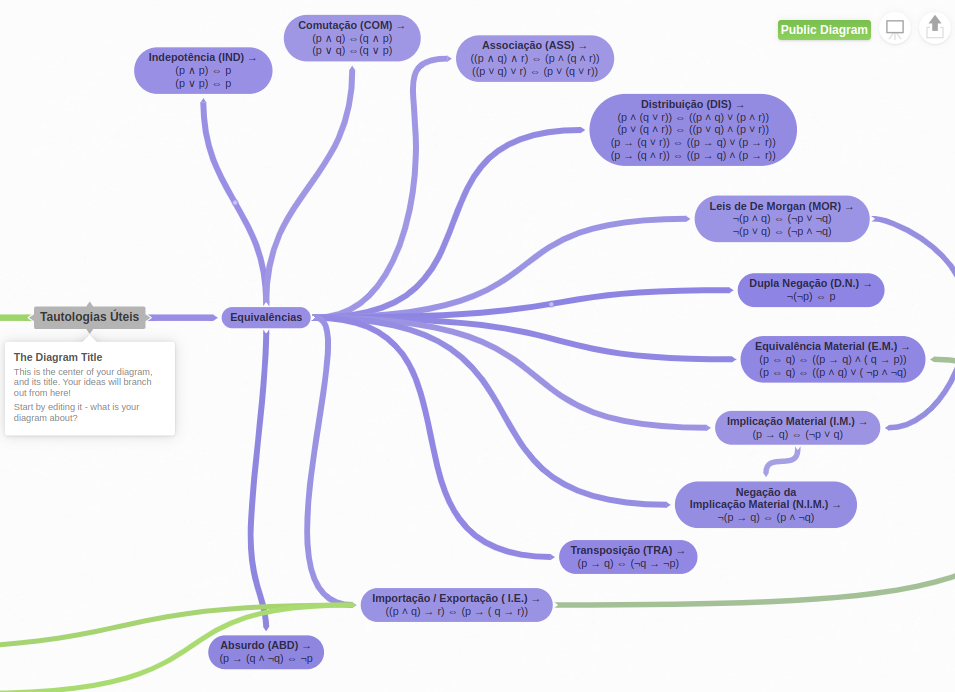 Comutação (COM) →
(p ∧ q) ⇔ (q ∧ p)
(p ∨ q) ⇔ (q ∨ p)
Public Diagram
Indepotência (IND) →
(p ∧ p) ⇔ p
(p ∨ p) ⇔ p
Associação (ASS) →
((p ∧ q) ∧ r) ⇔ (p ∧ (q ∧ r))
((p ∨ q) ∨ r) ⇔ (p ∨ (q ∨ r))
Distribuição (DIS) →
(p ∧ (q ∨ r)) ⇔ ((p ∧ q) ∨ (p ∧ r))
(p ∨ (q ∧ r)) ⇔ ((p ∨ q) ∧ (p ∨ r))
(p → (q ∨ r)) ⇔ ((p → q) ∨ (p → r))
(p → (q ∧ r)) ⇔ ((p → q) ∧ (p → r))
Leis de De Morgan (MOR) →
¬(p ∧ q) ⇔ (¬p ∨ ¬q)
¬(p ∨ q) ⇔ (¬p ∧ ¬q)
Dupla Negação (D.N.) →
¬(¬p) ⇔ p
Tautologias Úteis
Equivalências
Equivalência Material (E.M.) →
(p ⇔ q) ⇔ ((p → q) ∧ ( q → p))
(p ⇔ q) ⇔ ((p ∧ q) ∨ ( ¬p ∧ ¬q)
The Diagram Title
This is the center of your diagram,
and its title. Your ideas will branch
out from here!
Start by editing it - what is your
diagram about?
Implicação Material (I.M.) →
(p → q) ⇔ (¬p ∨ q)
Negação da
Implicação Material (N.I.M.) →
¬(p → q) ⇔ (p ∧ ¬q)
Transposição (TRA) →
(p → q) ⇔ (¬q → ¬p)
Importação / Exportação ( I.E.) →
((p ∧ q) → r) ⇔ (p → ( q → r))
Absurdo (ABD) →
(p → (q ∧ ¬q) ⇔ ¬p